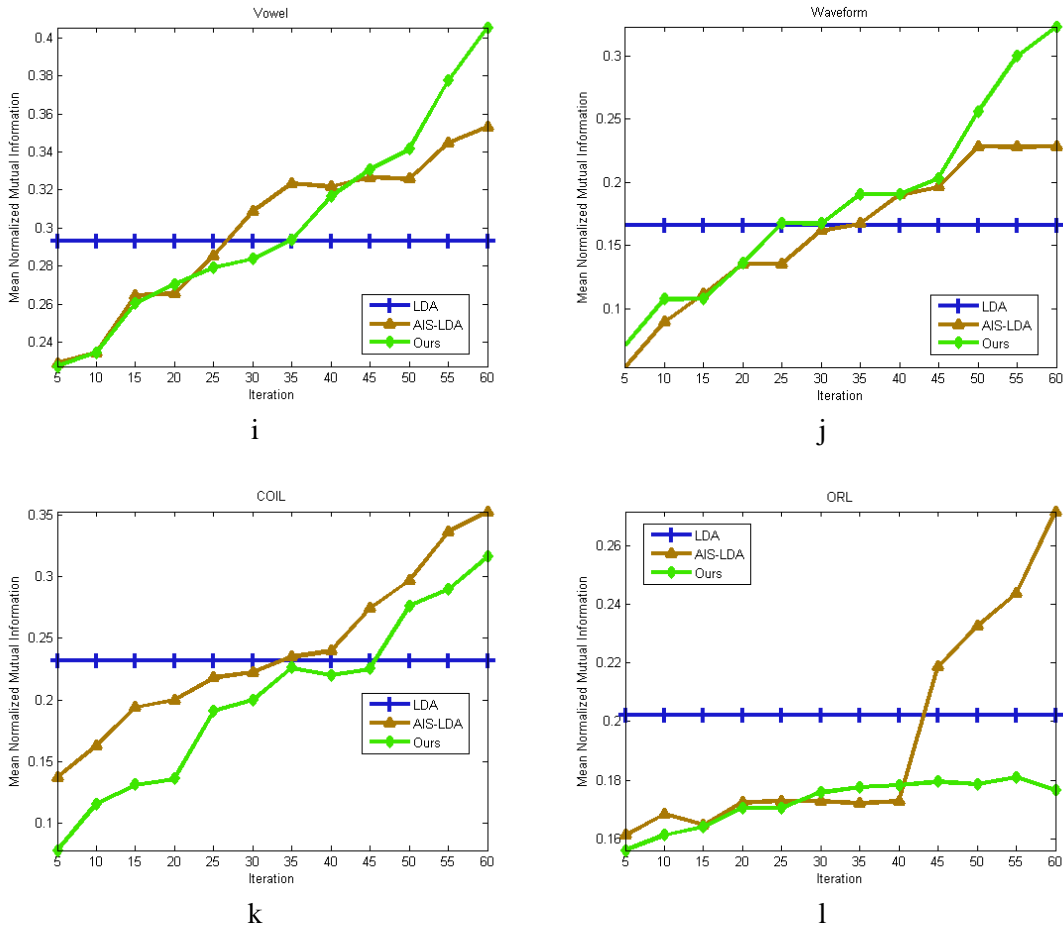 Vowel
0.4
0.38
0.36
0.34
0.32
0.3
0.28
0.26
0.24
Mean Normalized Mutual Information
LDA
AIS-LDA
Ours
5 10 15 20 25 30 35 40 45 50 55 60
Iteration
i
Waveform
0.3
0.25
0.2
0.15
0.1
Mean Normalized Mutual Information
LDA
AIS-LDA
Ours
5 10 15 20 25 30 35 40 45 50 55 60
Iteration
j
COIL
0.35
0.3
0.25
0.2
0.15
0.1
Mean Normalized Mutual Information
LDA
AIS-LDA
Ours
5 10 15 20 25 30 35 40 45 50 55 60
Iteration
k
ORL
0.26
0.24
0.22
0.2
0.18
0.16
Mean Normalized Mutual Information
LDA
AIS-LDA
Ours
5 10 15 20 25 30 35 40 45 50 55 60
Iteration
l